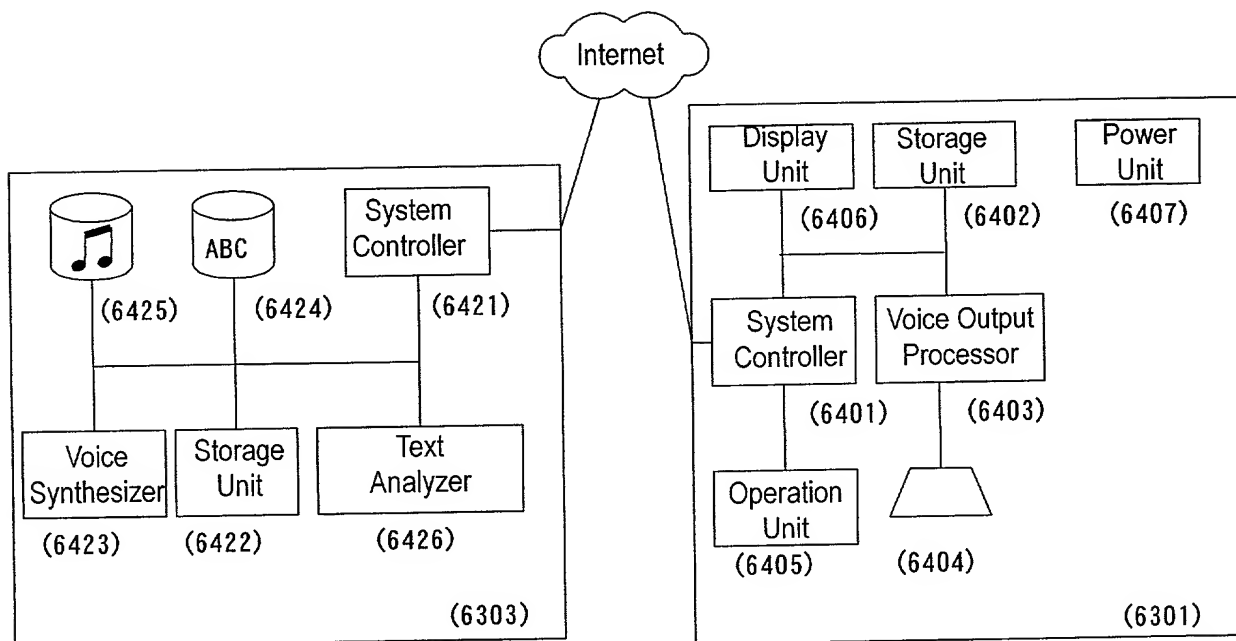 Internet
ABC
System
Controller
(6425)
(6424)
(6421)
Voice
Synthesizer
Storage
Unit
Text
Analyzer
(6423)
(6422)
(6426)
(6303)
Display
Unit
Storage
Unit
Power
Unit
(6406)
(6402)
(6407)
System
Controller
Voice Output
Processor
(6401)
(6403)
Operation
Unit
(6405)
(6404)
(6301)